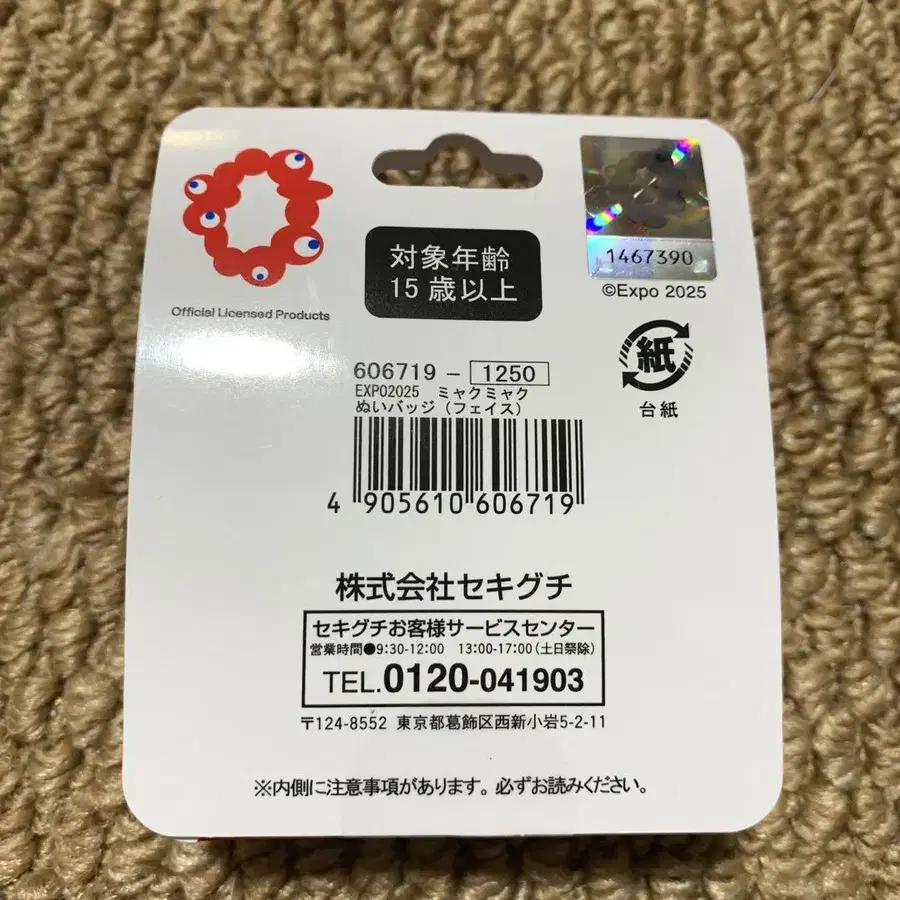 Official Licensed Products
対象年齢
15歳以上
1467390
©Expo 2025
紙
台紙
606719 - 1250
EXPO2025 ミャクミャク
ぬいバッジ(フェイス)
4 905610 606719
株式会社セキグチ
セキグチお客様サービスセンター
営業時間●9:30-12:00 13:00-17:00(土日祭除)
TEL.0120-041903
〒124-8552 東京都葛飾区西新小岩5-2-11
※内側に注意事項があります。必ずお読みください。